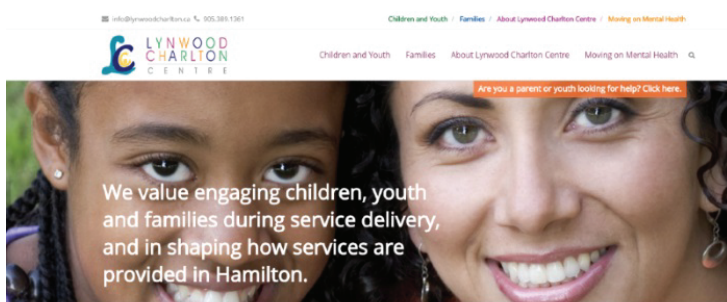 info@lynwoodcharlton.ca 905.389.1361
Children and Youth / Families / About Lynwood Charlton Centre / Moving on Mental Health
LYNWOOD
CHARLTON
CENTRE
Children and Youth Families About Lynwood Charlton Centre Moving on Mental Health
Are you a parent or youth looking for help? Click here.
We value engaging children, youth
and families during service delivery,
and in shaping how services are
provided in Hamilton.